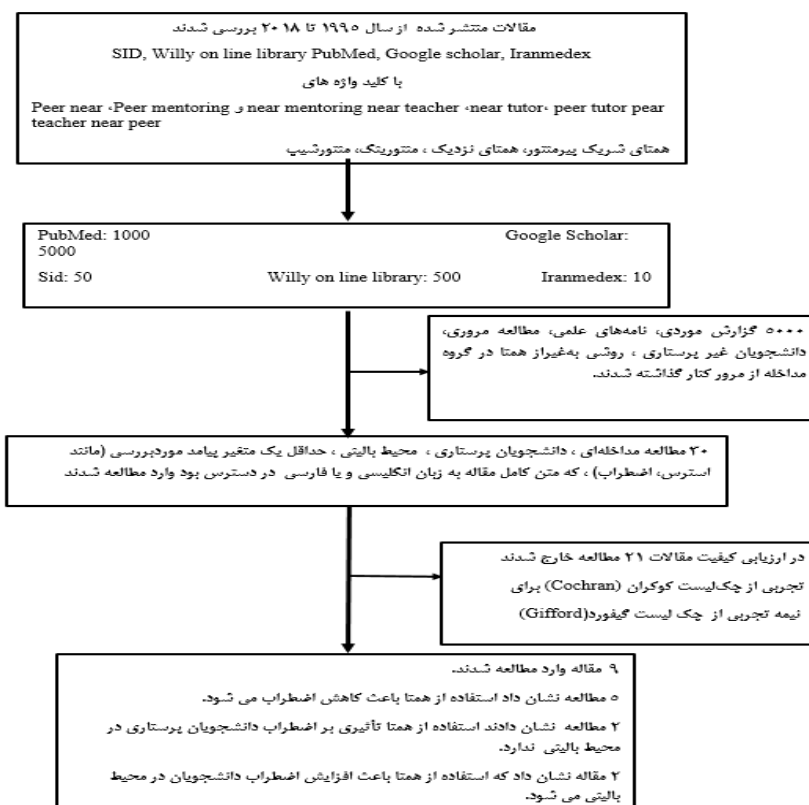 مقالات منتشر شده از سال ۱۹۹۵ تا ۲۰۱۸ بررسی شدند
SID, Willy on line library PubMed, Google scholar, Iranmedex
با کلید واژه های
Peer near ،Peer mentoring و near mentoring near teacher ،near tutor، peer tutor pear
teacher near peer
همتای شریک پیرمنتور، همتای نزدیک ، منتورینگ، منتورشیپ
PubMed: 1000 Google Scholar:
5000
Sid: 50 Willy on line library: 500 Iranmedex: 10
۵۰۰۰ گزارش موردی، نامه‌های علمی، مطالعه مروری،
دانشجویان غیر پرستاری ، روشی به‌غیراز همتا در گروه
مداخله از مرور کنار گذاشته شدند.
۳۰ مطالعه مداخله‌ای ، دانشجویان پرستاری ، محیط بالینی ، حداقل یک متغیر پیامد موردبررسی (مانند
استرس، اضطراب) ، که متن کامل مقاله به زبان انگلیسی و یا فارسی در دسترس بود وارد مطالعه شدند
در ارزیابی کیفیت مقالات ۲۱ مطالعه خارج شدند
تجربی از چک‌لیست کوکران (Cochran) برای
نیمه تجربی از چک لیست گیفورد(Gifford)
۹ مقاله وارد مطالعه شدند.
۵ مطالعه نشان داد استفاده از همتا باعث کاهش اضطراب می شود.
۲ مطالعه نشان دادند استفاده از همتا تأثیری بر اضطراب دانشجویان پرستاری در
محیط بالینی ندارد.
۲ مقاله نشان داد که استفاده از همتا باعث افزایش اضطراب دانشجویان در محیط
بالینی می شود.